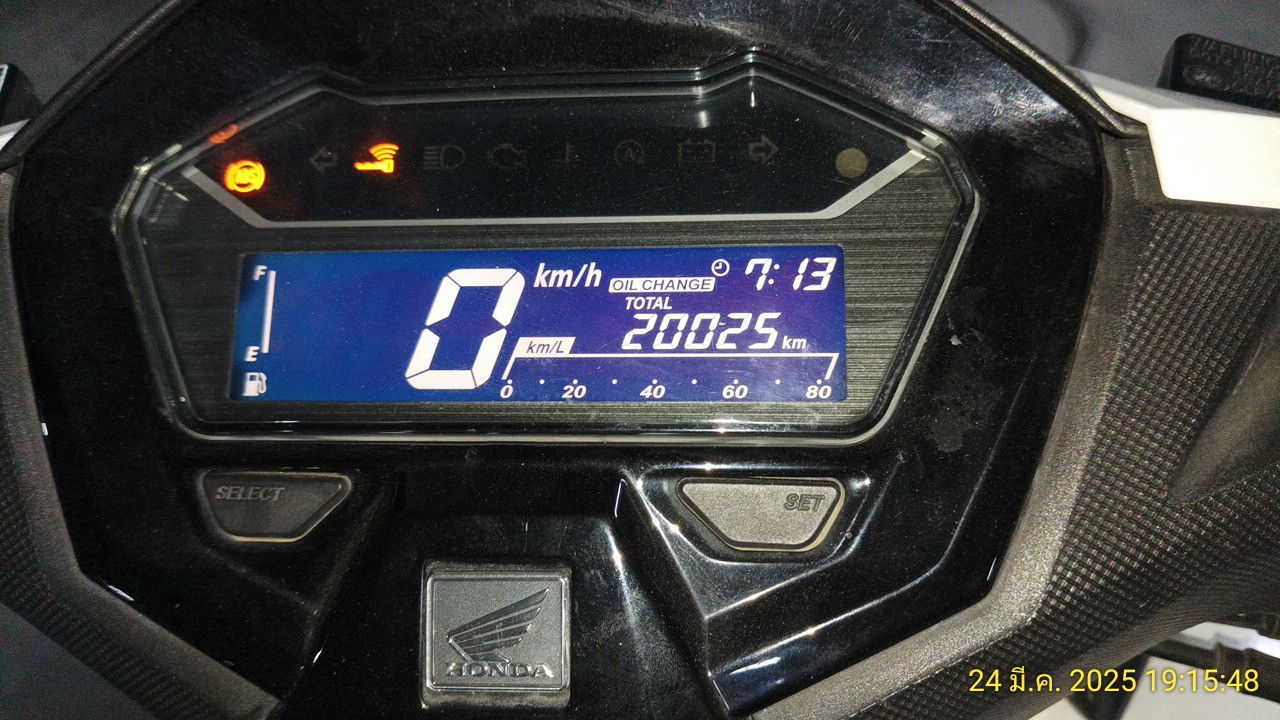 ABS
A
F
km/h
OIL CHANGE
7:13
TOTAL
20025 km
E
km/L
0 20 40 60 80
SELECT
SET
HONDA
24 มี.ค. 2025 19:15:48